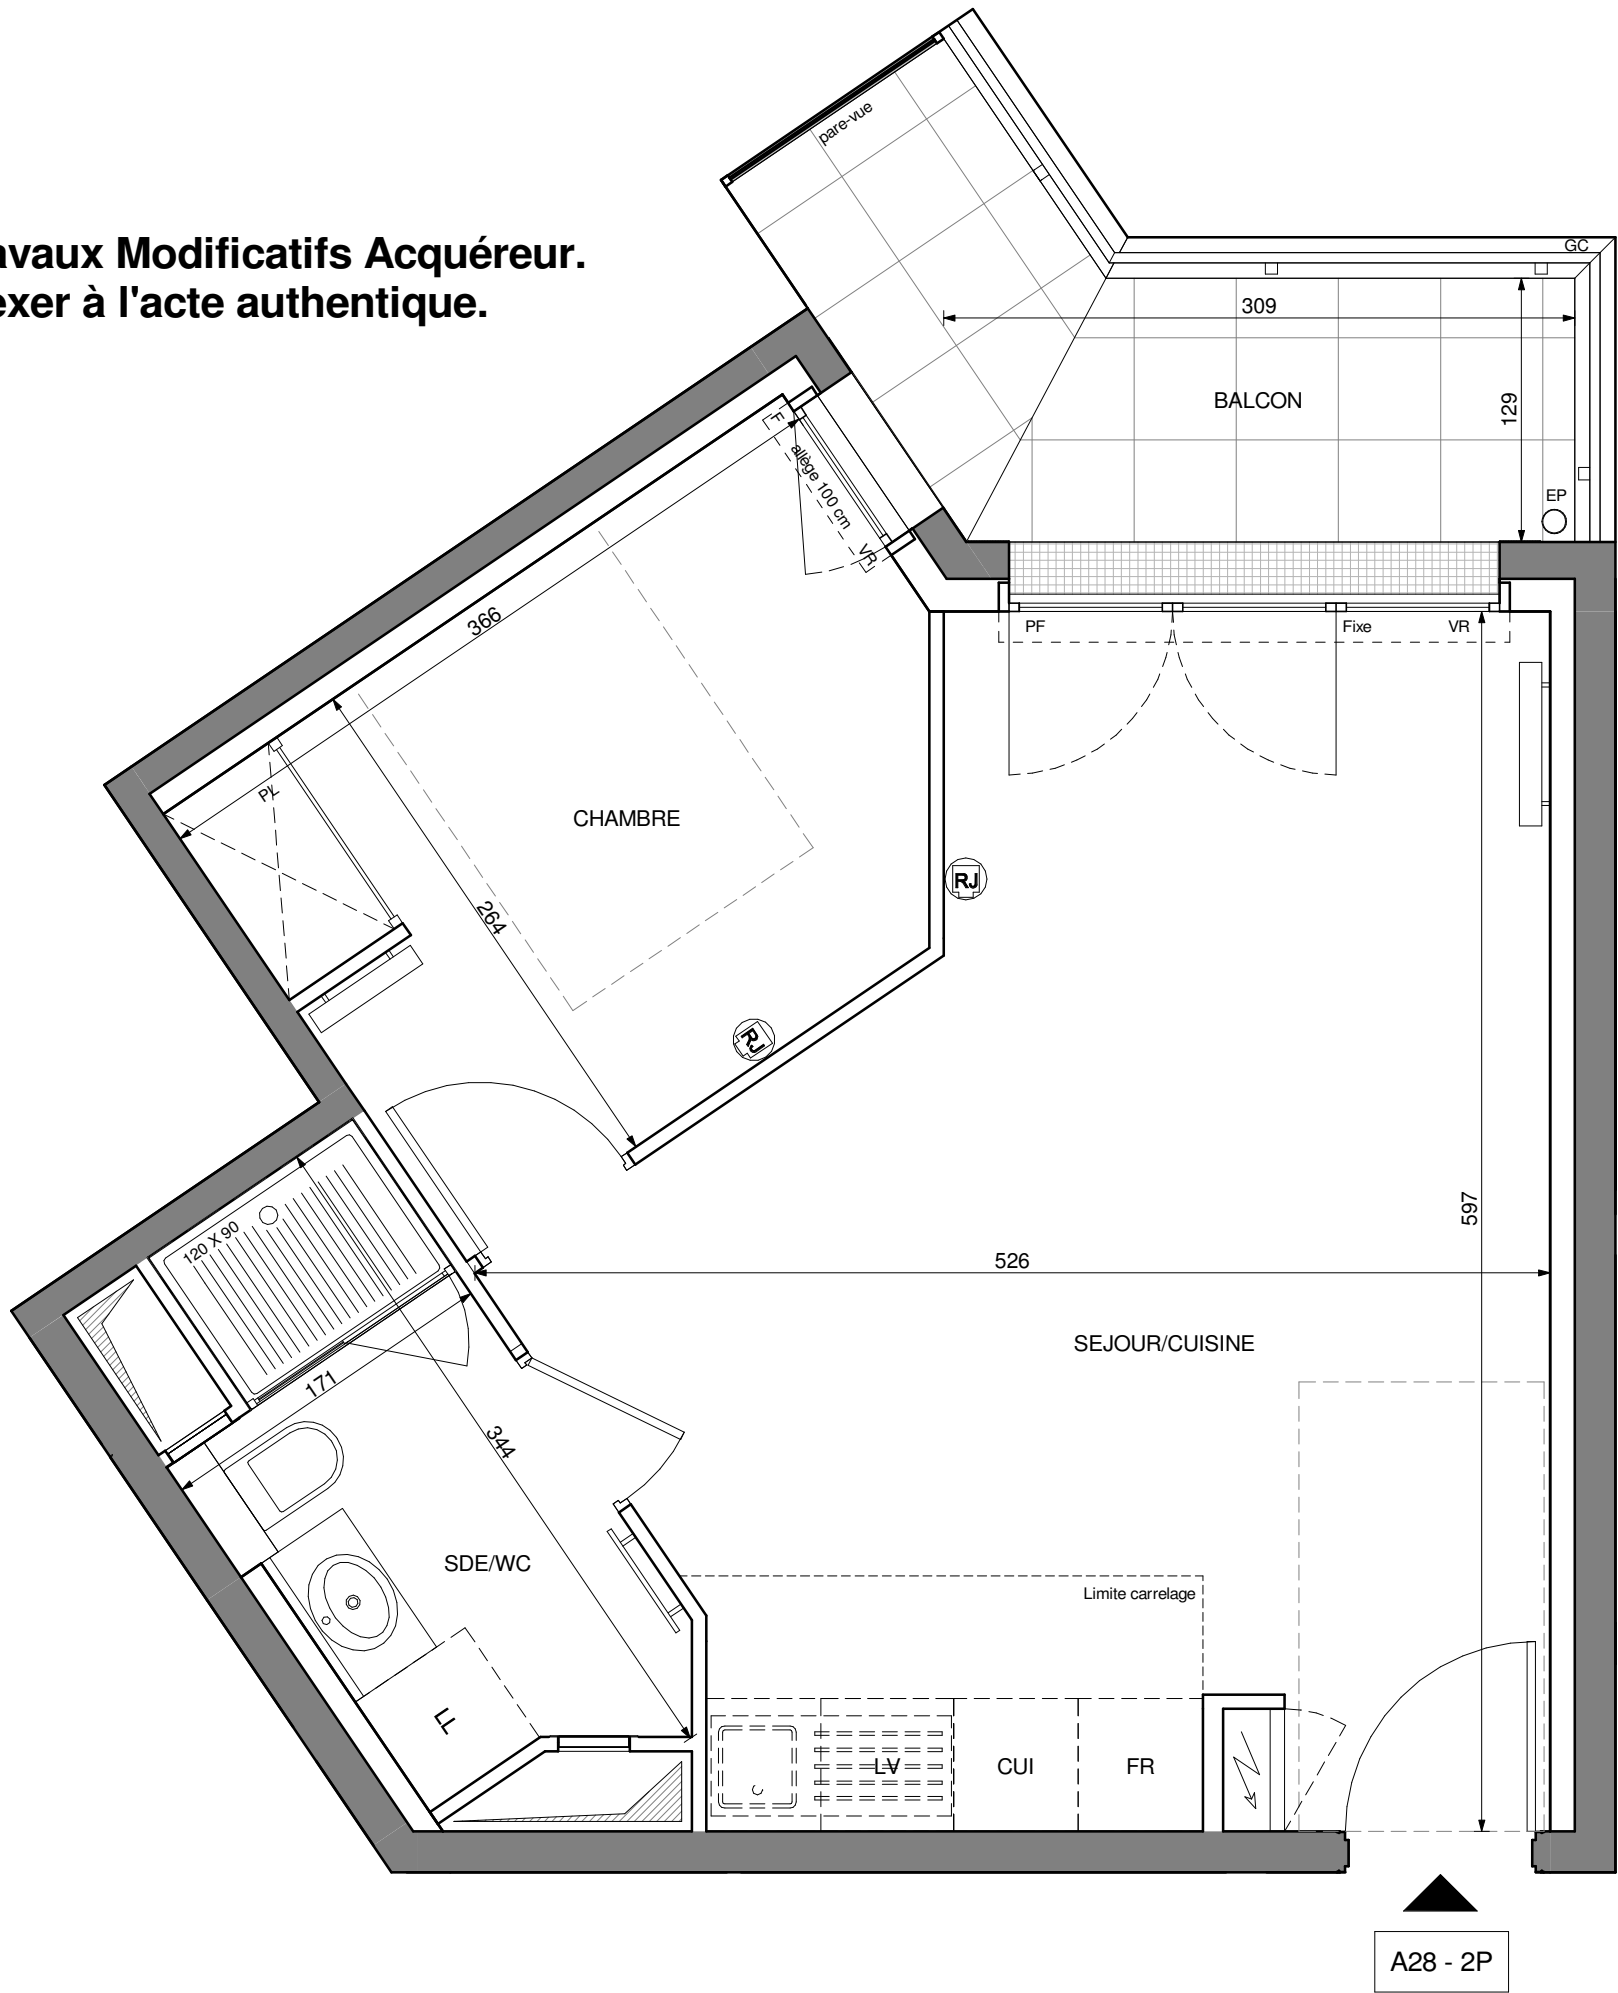 avaux Modificatifs Acquéreur.
exer à l'acte authentique.
pare-vue
GC
309
BALCON
129
EP
F
allège 100 cm
VR
PF
Fixe
VR
366
PL
CHAMBRE
RJ
264
RJ
597
120 X 90
526
SEJOUR/CUISINE
171
344
SDE/WC
Limite carrelage
LL
LV
CUI
FR
A28 - 2P